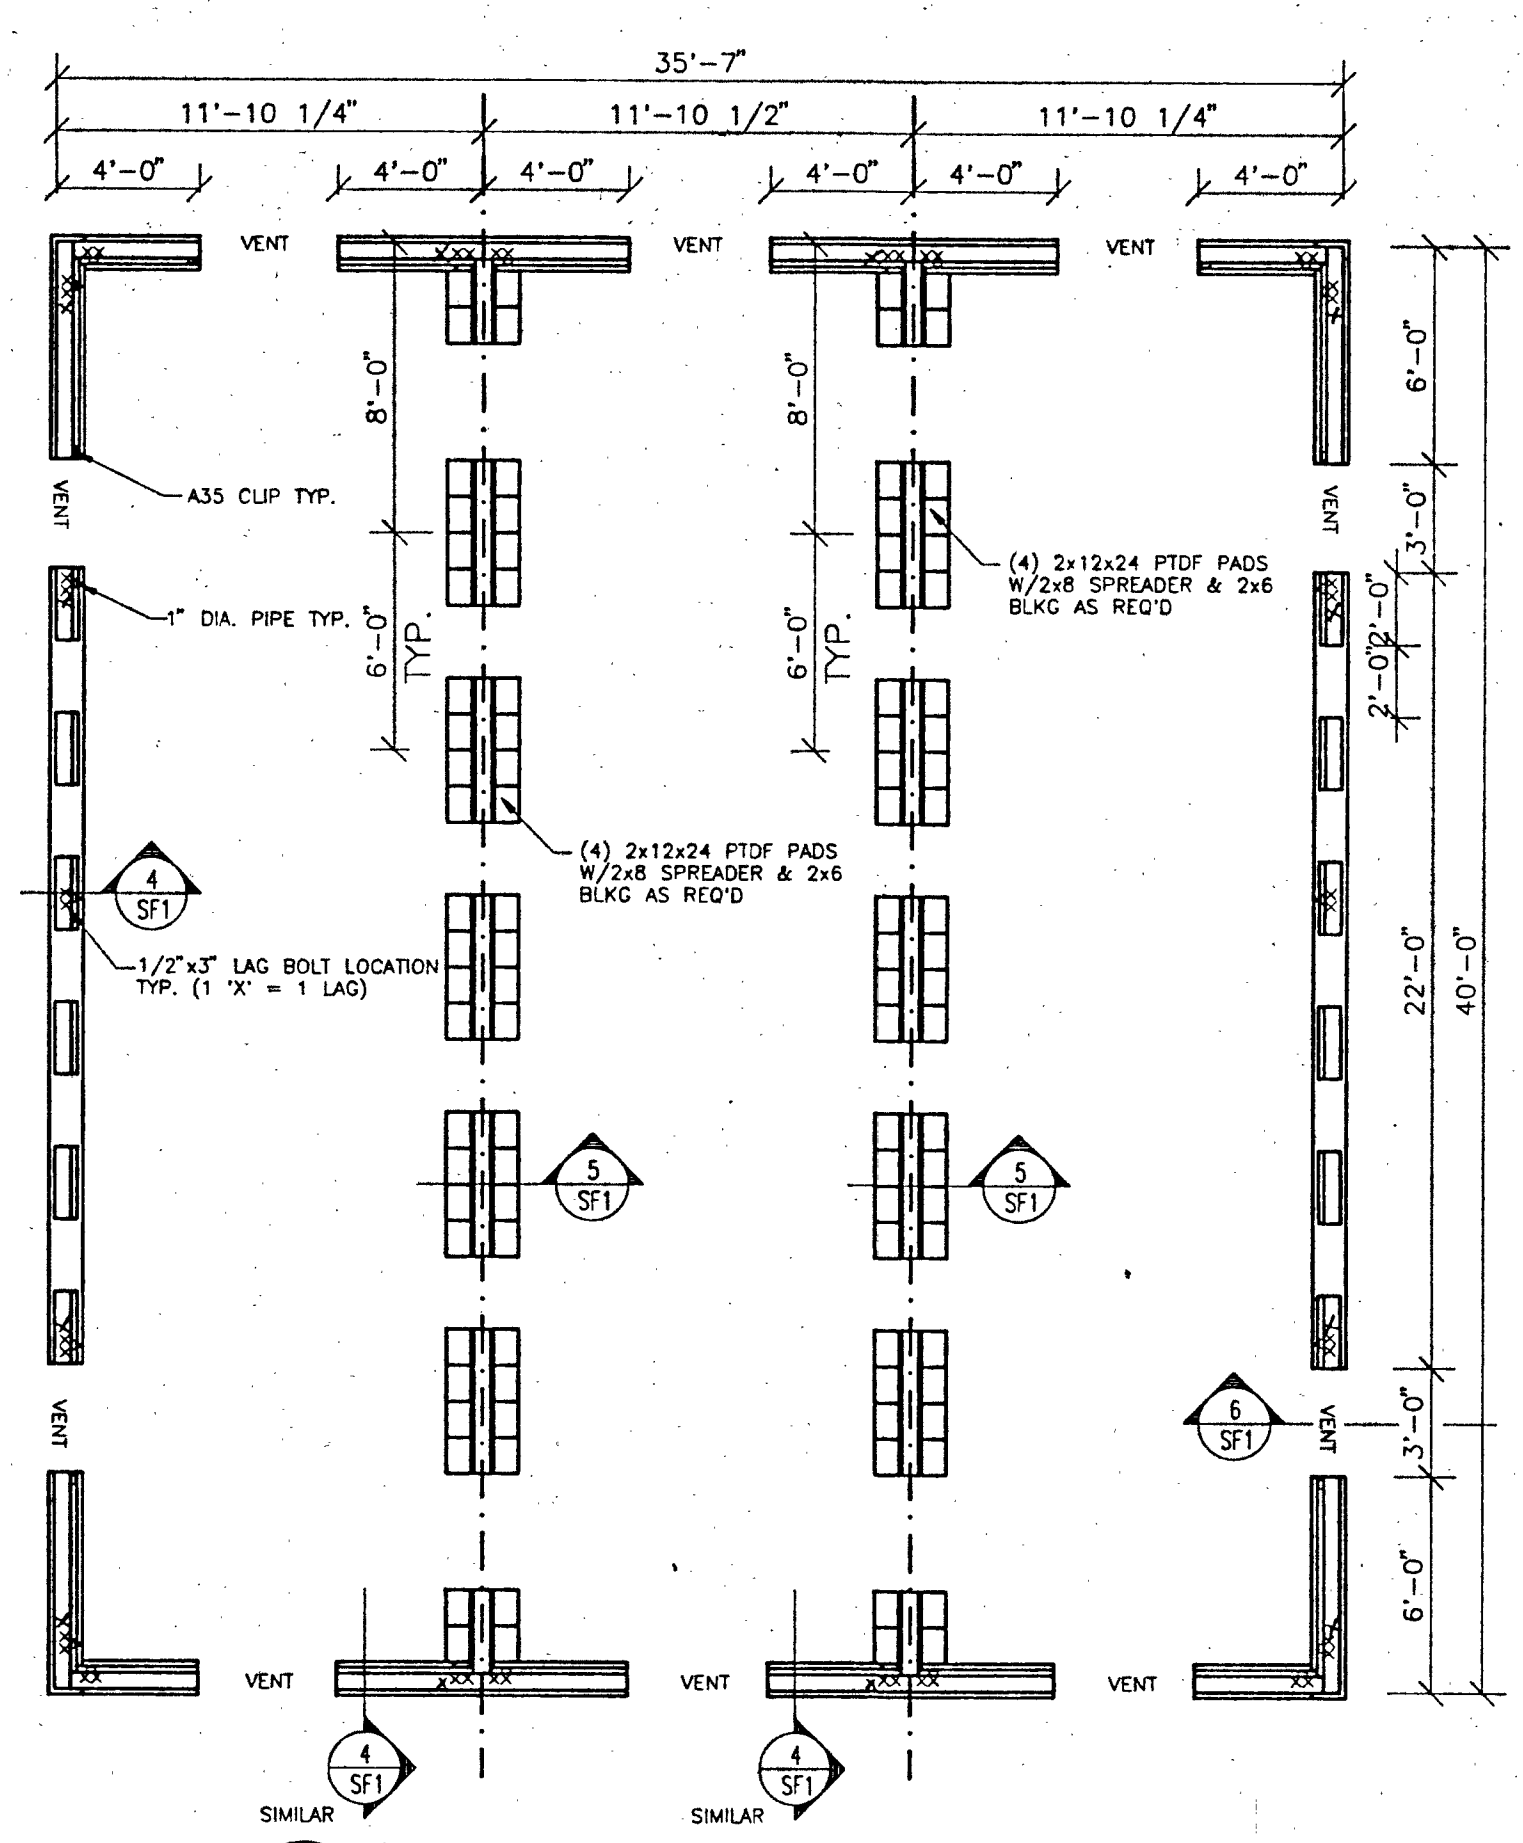 35'-7"
11'-10 1/4"
11'-10 1/2"
11'-10 1/4"
4'-0"
4'-0"
4'-0"
4'-0"
4'-0"
4'-0"
VENT
VENT
VENT
8'-0"
8'-0"
6'-0"
A35 CLIP TYP.
VENT
VENT
3'-0"
(4) 2x12x24 PTDF PADS
W/2x8 SPREADER & 2x6
BLKG AS REQ'D
1" DIA. PIPE TYP.
6'-0"
TYP.
6'-0"
TYP.
2'-0"
2'-0"
(4) 2x12x24 PTDF PADS
W/2x8 SPREADER & 2x6
BLKG AS REQ'D
4
SF1
1/2"x3" LAG BOLT LOCATION
TYP. (1 'X' = 1 LAG)
22'-0"
40'-0"
5
SF1
5
SF1
VENT
6
SF1
VENT
3'-0"
6'-0"
VENT
VENT
VENT
4
SF1
SIMILAR
4
SF1
SIMILAR